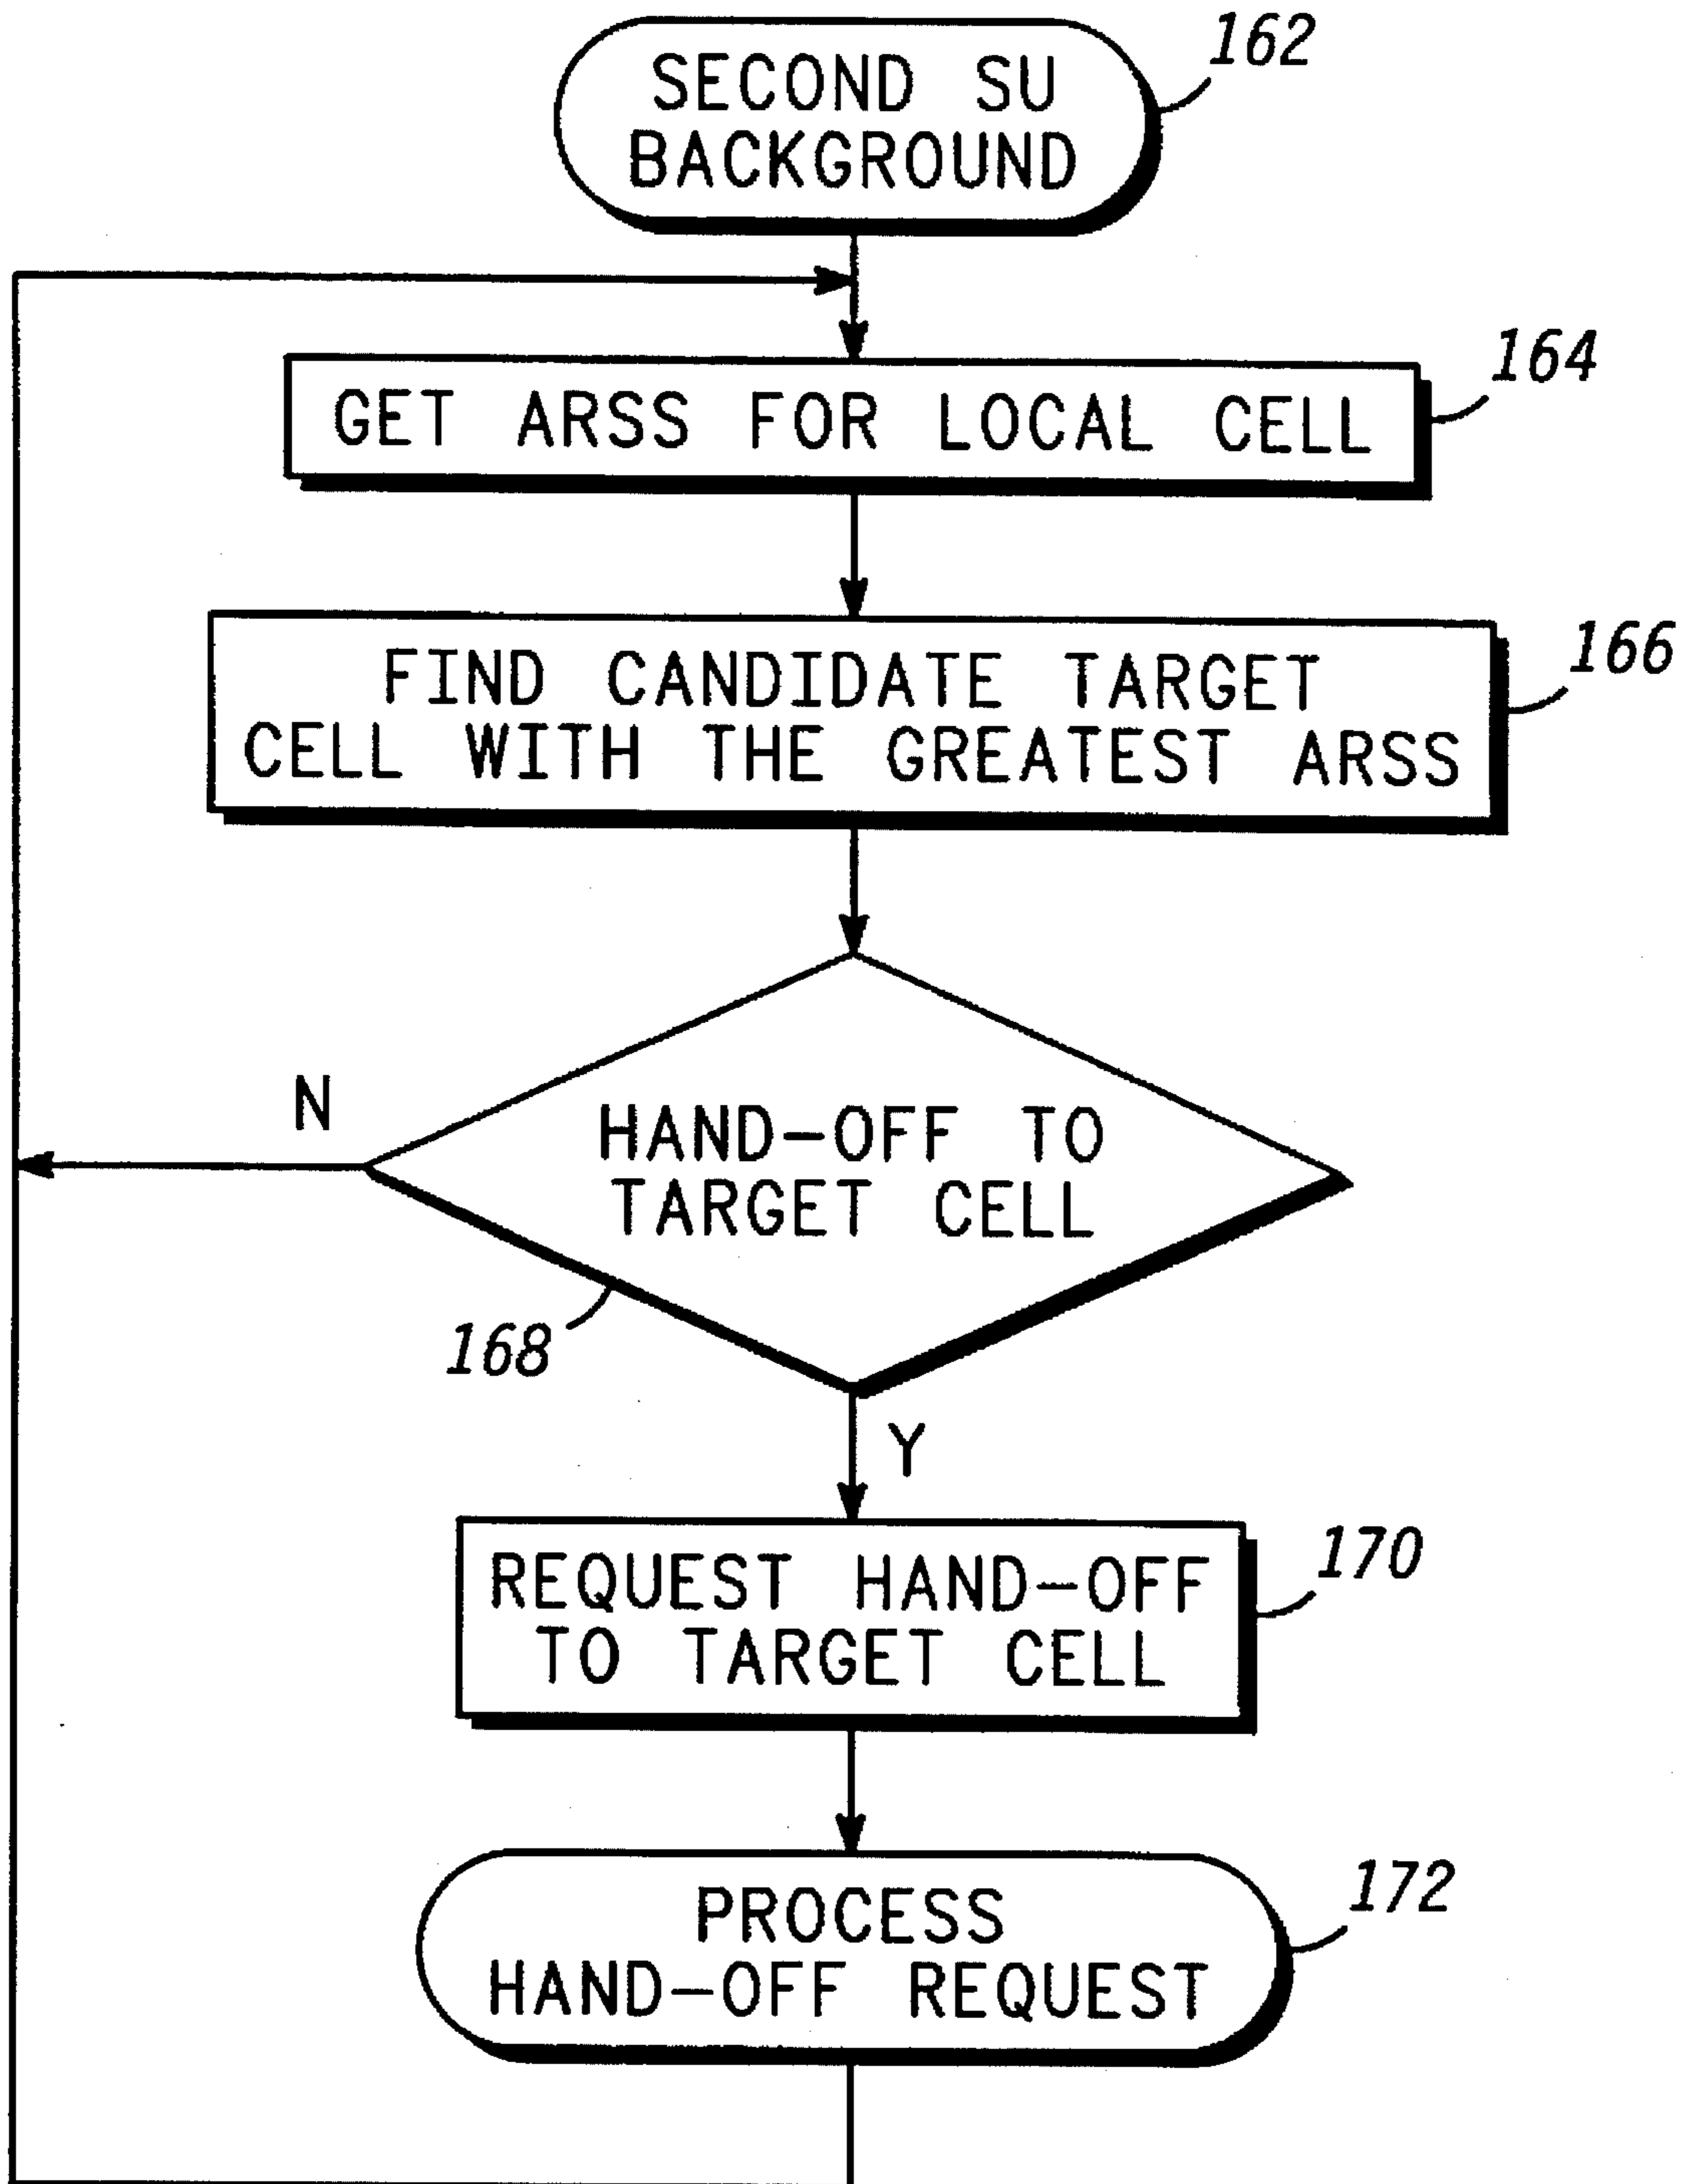 162
SECOND SU
BACKGROUND
164
GET ARSS FOR LOCAL CELL
166
FIND CANDIDATE TARGET
CELL WITH THE GREATEST ARSS
N
HAND-OFF TO
TARGET CELL
168
Y
170
REQUEST HAND-OFF
TO TARGET CELL
172
PROCESS
HAND-OFF REQUEST